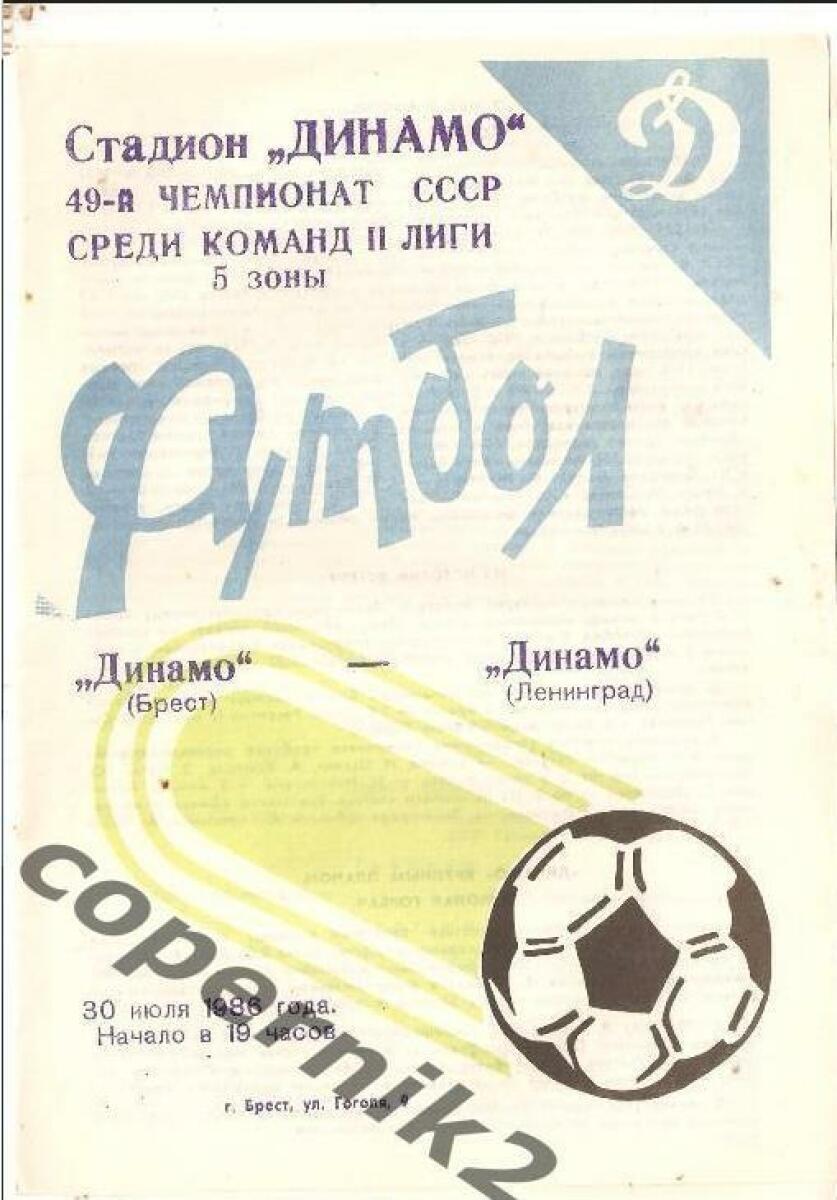 Стадион „ДИНАМО“
49-й ЧЕМПИОНАТ СССР
СРЕДИ КОМАНД II ЛИГИ
5 ЗОНЫ
Д
Футбол
„Динамо“ — „Динамо“
(Брест) (Ленинград)
30 июля 1986 года.
Начало в 19 часов
г. Брест, ул. Гоголя, 9
copernik2